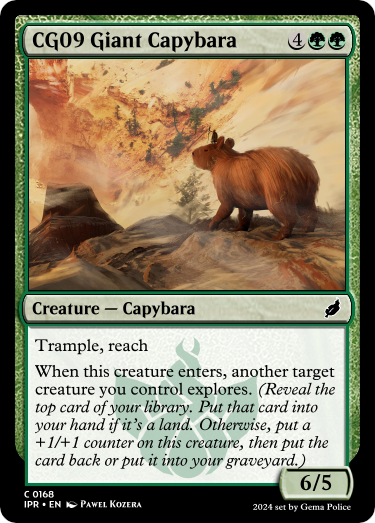 CG09 Giant Capybara 4
Creature — Capybara
Trample, reach
When this creature enters, another target
creature you control explores. (Reveal the
top card of your library. Put that card into
your hand if it's a land. Otherwise, put a
+1/+1 counter on this creature, then put the
card back or put it into your graveyard.)
6/5
C 0168
IPR • EN Pawel Kozera
2024 set by Gema Police